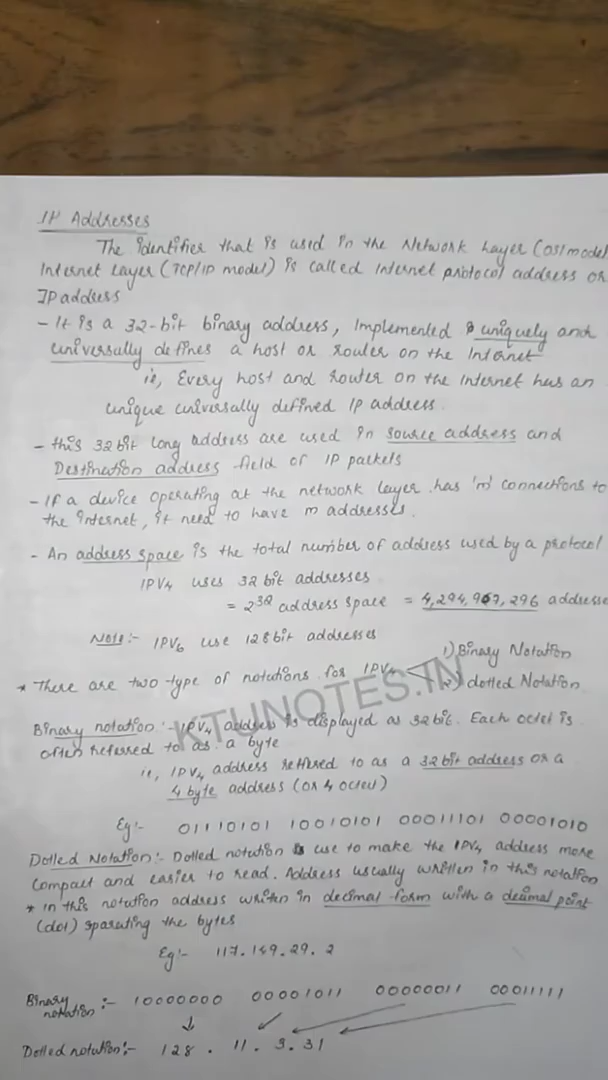 IP Addresses
The identifier that is used in the Network Layer (OSI model
Internet Layer (TCP/IP model) is called Internet protocol address or
IP address
- It is a 32-bit binary address, Implemented & uniquely and
universally defines a host or router on the Internet
ie, Every host and router on the Internet has an
unique universally defined IP address.
- this 32 bit long address are used in source address and
Destination address field of IP packets
- If a device operating at the network layer has 'm' connections to
the internet, it need to have m addresses.
- An address space is the total number of address used by a protocol
IPV4 uses 32 bit addresses
= 2^32 address space = 4,294,967,296 addresse
Note:- IPV6 use 128 bit addresses
* There are two type of notations for IPV4 1) Binary Notation
2) dotted Notation
KTUNOTES.IN
Binary notation:- IPV4 address is displayed as 32 bit. Each octet is
often referred to as a byte
ie, IPV4 address reffered to as a 32 bit address or a
4 byte address (or 4 octet)
Eg:- 01110101 10010101 00011101 00001010
Dotted Notation:- Dotted notation is use to make the IPV4 address more
compact and easier to read. Address usually written in this notation
* in this notation address written in decimal form with a decimal point
(dot) sparating the bytes
Eg:- 117.149.29.2
Binary notation:- 10000000 00001011 00000011 00011111
Dotted notation:- 128 . 11 . 3 . 31